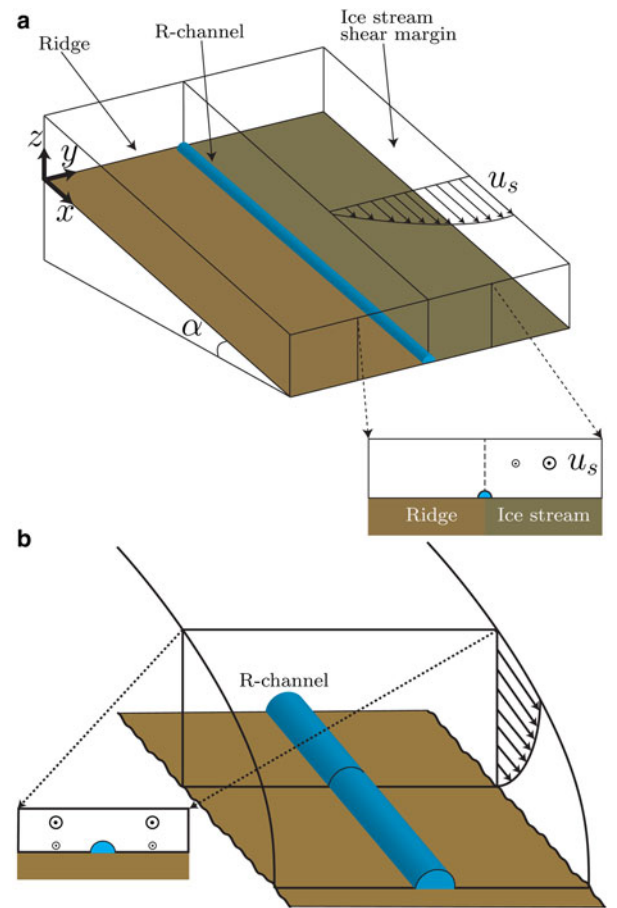 a
Ridge
R-channel
Ice stream
shear margin
z
y
x
u_s
α
u_s
Ridge
Ice stream
b
R-channel